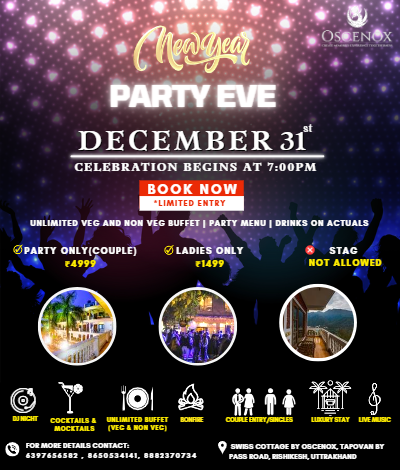 OSCENOX
New Year
PARTY EVE
DECEMBER 31st
CELEBRATION BEGINS AT 7:00PM
BOOK NOW
*LIMITED ENTRY
UNLIMITED VEG AND NON VEG BUFFET | PARTY MENU | DRINKS ON ACTUALS
PARTY ONLY(COUPLE)
₹4999
LADIES ONLY
₹1499
STAG
NOT ALLOWED
DJ NIGHT
COCKTAILS &
MOCKTAILS
UNLIMITED BUFFET
(VEG & NON VEG)
BONFIRE
COUPLE ENTRY/SINGLES
LUXURY STAY
LIVE MUSIC
FOR MORE DETAILS CONTACT:
6397656582 , 8650534141, 8882370734
SWISS COTTAGE BY OSCENOX, TAPOVAN BY
PASS ROAD, RISHIKESH, UTTRAKHAND